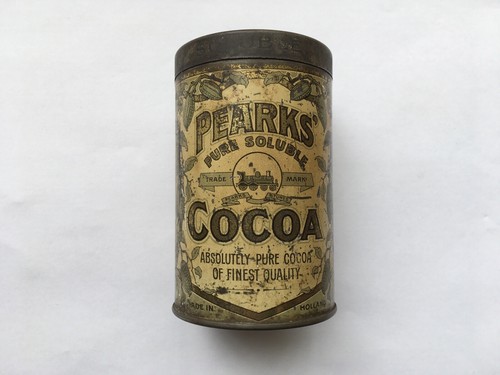 PEARKS'
PURE SOLUBLE
TRADE MARK
COCOA
ABSOLUTELY PURE COCOA
OF FINEST QUALITY
MADE IN HOLLAND